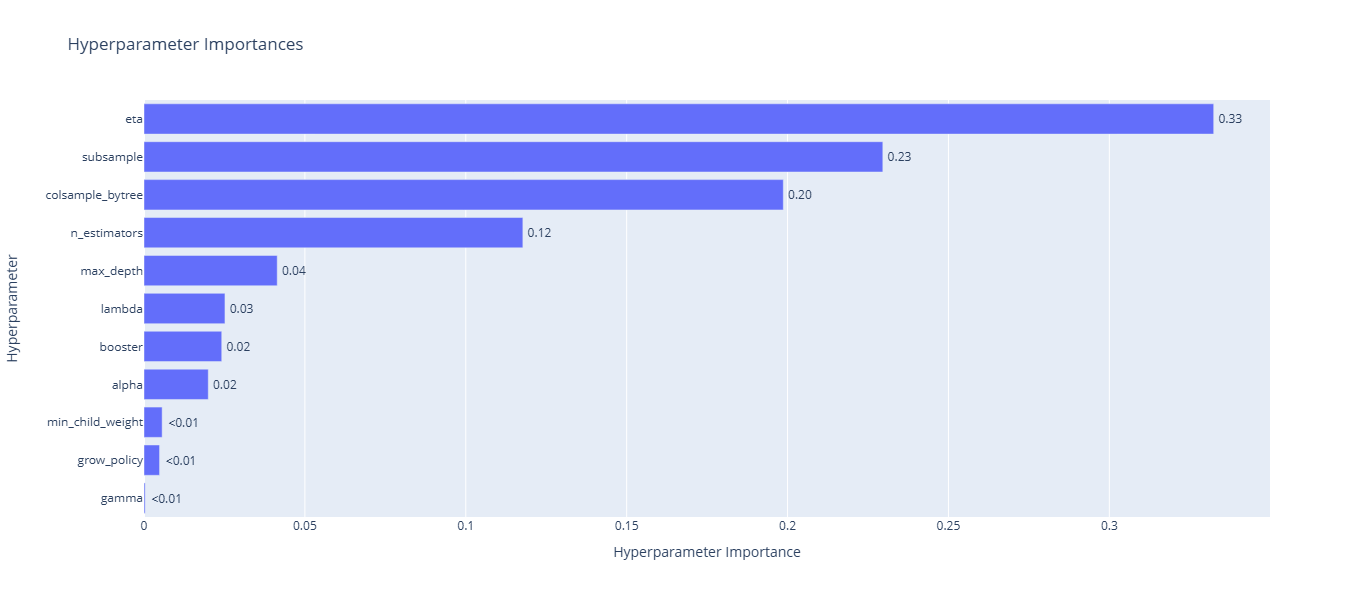 Hyperparameter Importances
Hyperparameter
eta 0.33
subsample 0.23
colsample_bytree 0.20
n_estimators 0.12
max_depth 0.04
lambda 0.03
booster 0.02
alpha 0.02
min_child_weight <0.01
grow_policy <0.01
gamma <0.01
0 0.05 0.1 0.15 0.2 0.25 0.3
Hyperparameter Importance